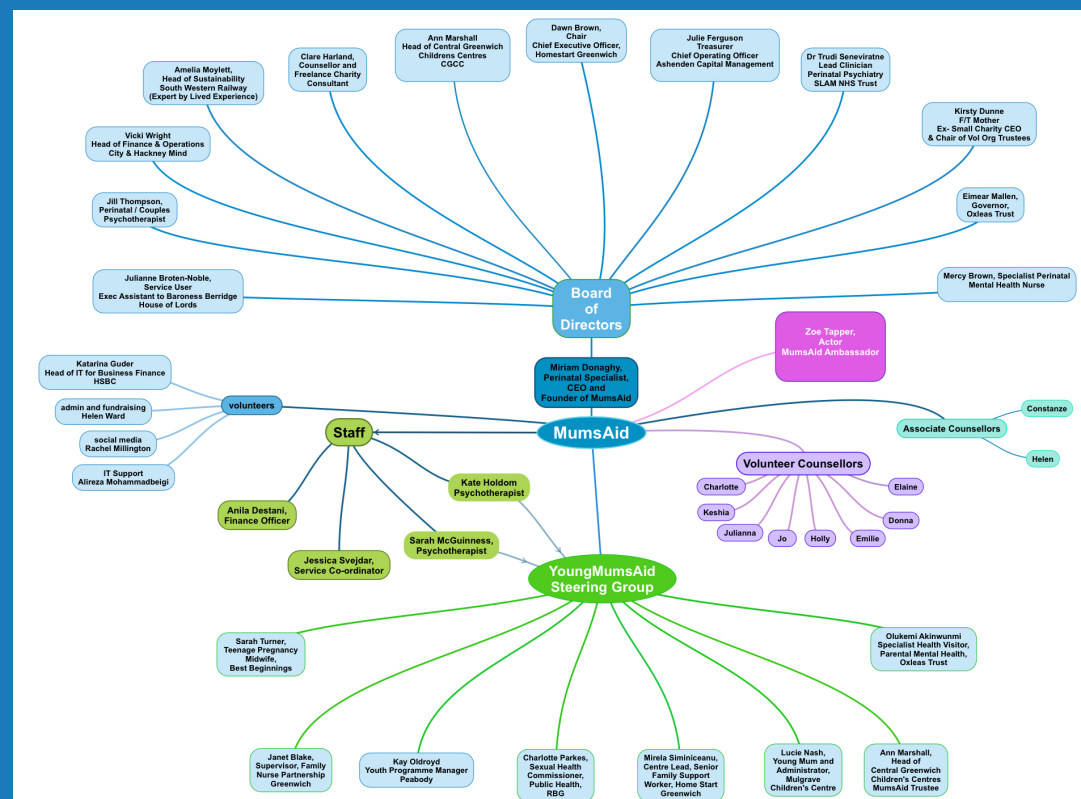 Dawn Brown,
Chair
Chief Executive Officer,
Homestart Greenwich
Ann Marshall
Head of Central Greenwich
Childrens Centres
CGCC
Julie Ferguson
Treasurer
Chief Operating Officer
Ashenden Capital Management
Clare Harland,
Counsellor and
Freelance Charity
Consultant
Dr Trudi Seneviratne
Lead Clinician
Perinatal Psychiatry
SLAM NHS Trust
Amelia Moylett,
Head of Sustainability
South Western Railway
(Expert by Lived Experience)
Kirsty Dunne
F/T Mother
Ex- Small Charity CEO
& Chair of Vol Org Trustees
Vicki Wright
Head of Finance & Operations
City & Hackney Mind
Jill Thompson,
Perinatal / Couples
Psychotherapist
Eimear Mallen,
Governor,
Oxleas Trust
Julianne Broten-Noble,
Service User
Exec Assistant to Baroness Berridge
House of Lords
Mercy Brown, Specialist Perinatal
Mental Health Nurse
Board
of
Directors
Zoe Tapper,
Actor
MumsAid Ambassador
Miriam Donaghy,
Perinatal Specialist,
CEO and
Founder of MumsAid
Katarina Guder
Head of IT for Business Finance
HSBC
volunteers
admin and fundraising
Helen Ward
social media
Rachel Millington
IT Support
Alireza Mohammadbeigi
Staff
MumsAid
Associate Counsellors
Constanze
Helen
Volunteer Counsellors
Charlotte
Keshia
Julianna
Jo
Holly
Emilie
Donna
Elaine
Kate Holdom
Psychotherapist
Anila Destani,
Finance Officer
Sarah McGuinness,
Psychotherapist
Jessica Svejdar,
Service Co-ordinator
YoungMumsAid
Steering Group
Sarah Turner,
Teenage Pregnancy
Midwife,
Best Beginnings
Olukemi Akinwunmi
Specialist Health Visitor,
Parental Mental Health,
Oxleas Trust
Janet Blake,
Supervisor, Family
Nurse Partnership
Greenwich
Kay Oldroyd
Youth Programme Manager
Peabody
Charlotte Parkes,
Sexual Health
Commissioner,
Public Health,
RBG
Mirela Siminiceanu,
Centre Lead, Senior
Family Support
Worker, Home Start
Greenwich
Lucie Nash,
Young Mum and
Administrator,
Mulgrave
Children's Centre
Ann Marshall,
Head of
Central Greenwich
Children's Centres
MumsAid Trustee